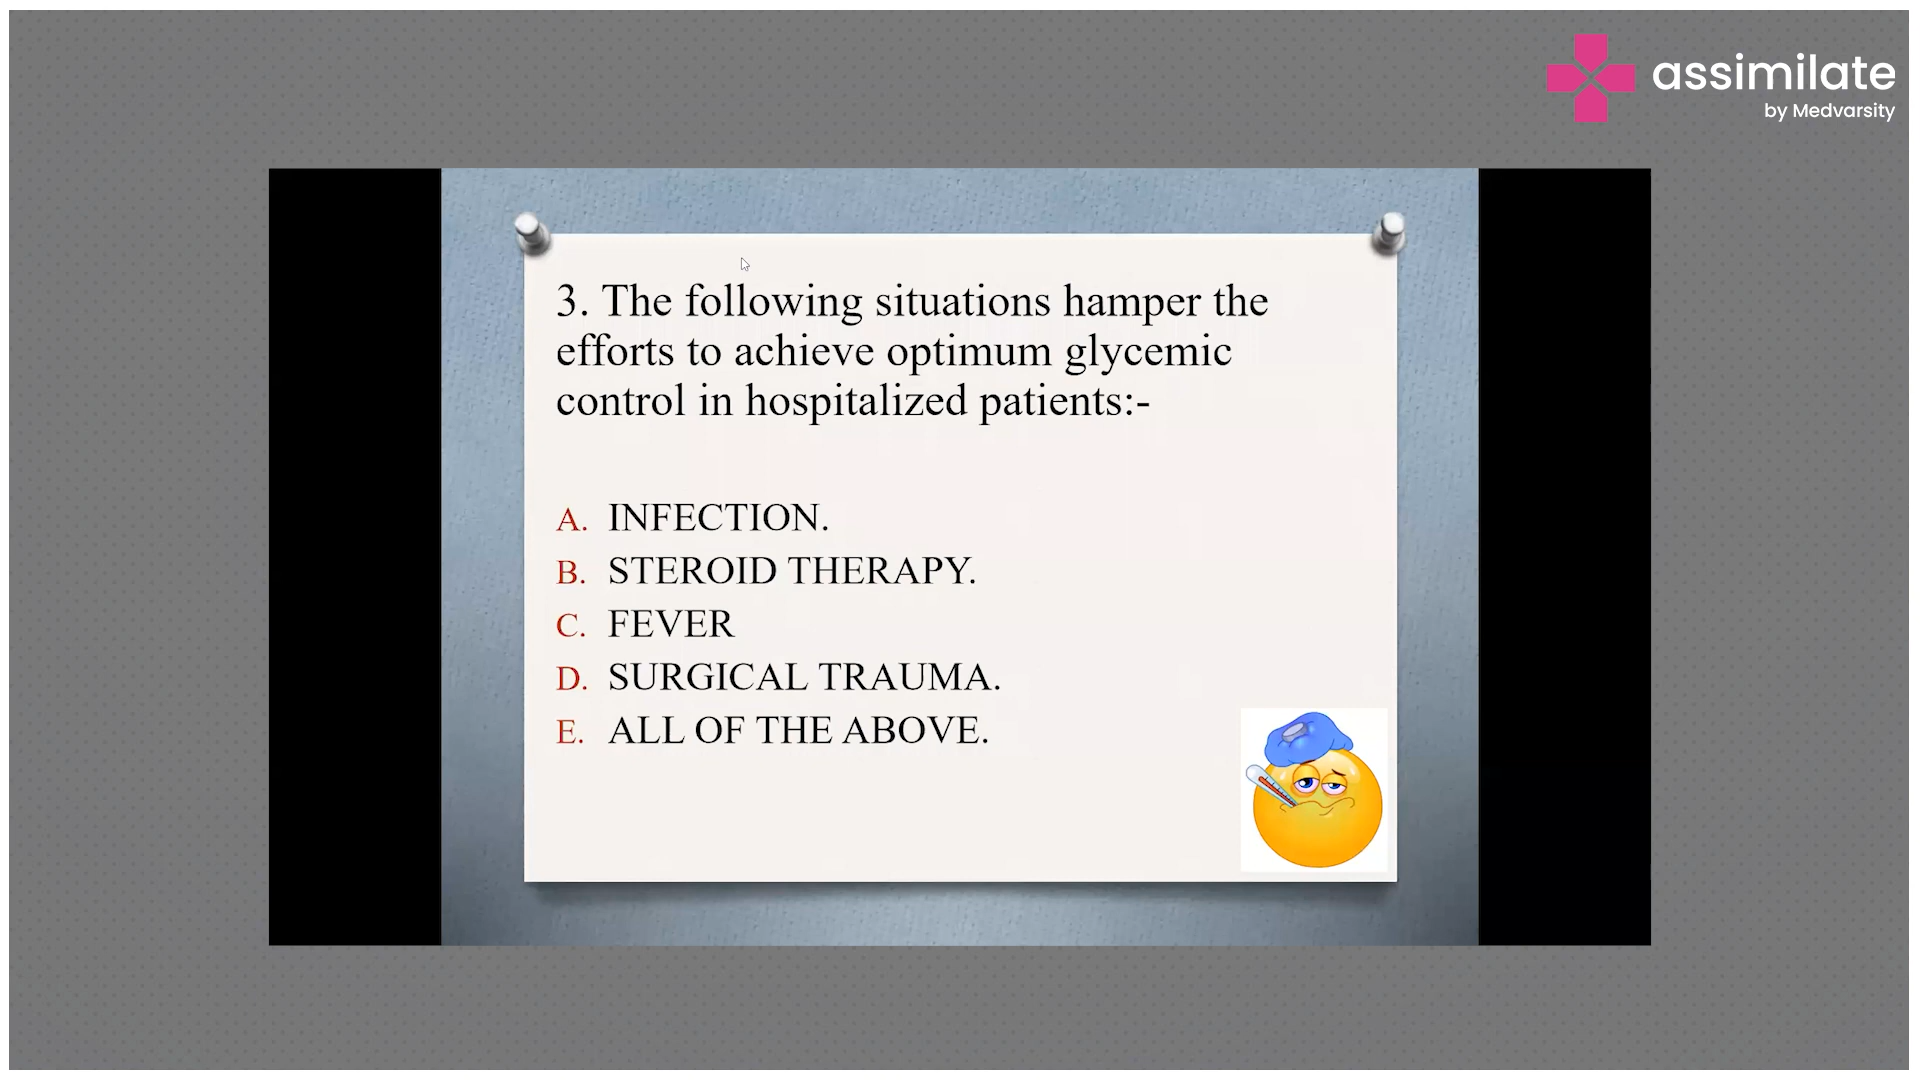 assimilate
by Medvarsity
3. The following situations hamper the
efforts to achieve optimum glycemic
control in hospitalized patients:-
A. INFECTION.
B. STEROID THERAPY.
C. FEVER
D. SURGICAL TRAUMA.
E. ALL OF THE ABOVE.